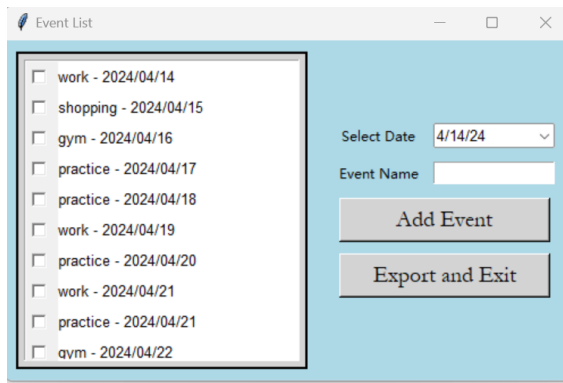 Event List
work - 2024/04/14
shopping - 2024/04/15
gym - 2024/04/16
practice - 2024/04/17
practice - 2024/04/18
work - 2024/04/19
practice - 2024/04/20
work - 2024/04/21
practice - 2024/04/21
gym - 2024/04/22
Select Date 4/14/24
Event Name
Add Event
Export and Exit